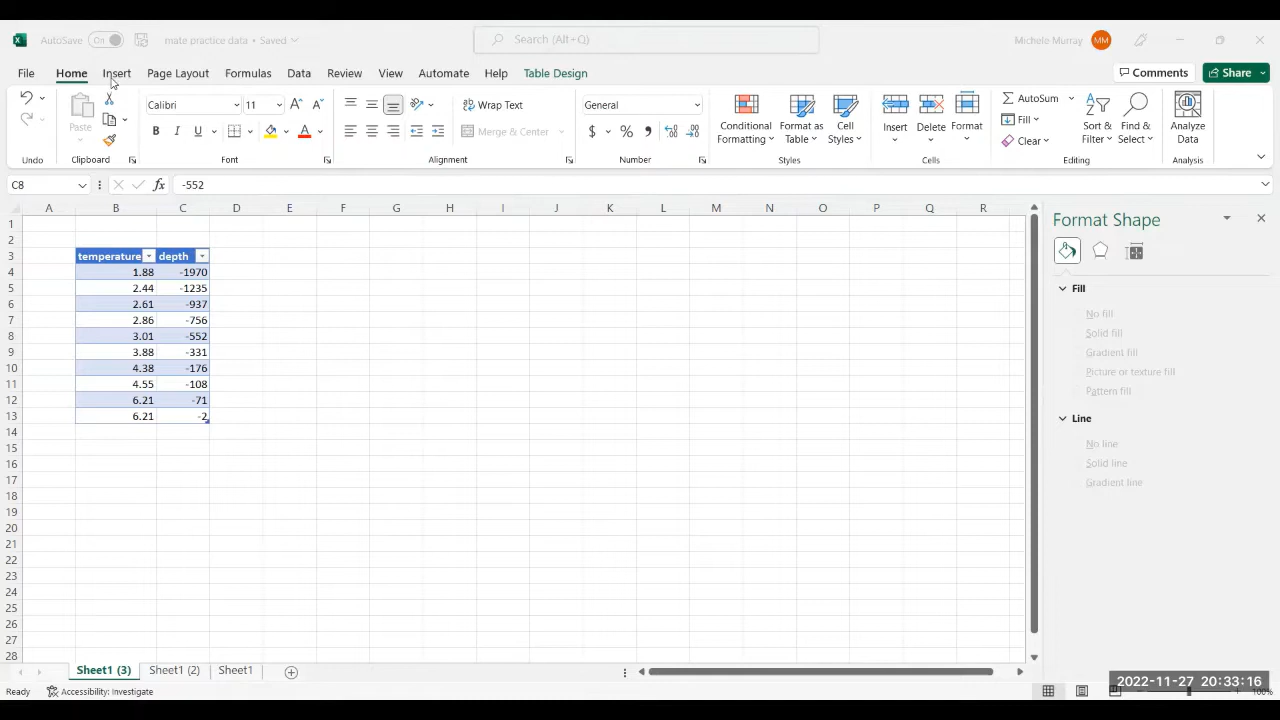 AutoSave On mate practice data • Saved Search (Alt+Q) Michele Murray MM
File Home Insert Page Layout Formulas Data Review View Automate Help Table Design Comments Share
Paste Calibri 11 A A Wrap Text General AutoSum
Conditional Formatting Format as Table Cell Styles Insert Delete Format Fill Sort & Filter Find & Select Analyze Data
B I U A Merge & Center $ % 9 Clear
Undo Clipboard Font Alignment Number Styles Cells Editing Analysis
C8 fx -552
A B C D E F G H I J K L M N O P Q R
1
2
3 temperature depth
4 1.88 -1970
5 2.44 -1235
6 2.61 -937
7 2.86 -756
8 3.01 -552
9 3.88 -331
10 4.38 -176
11 4.55 -108
12 6.21 -71
13 6.21 -2
14
15
16
17
18
19
20
21
22
23
24
25
26
27
28
Format Shape
Fill
No fill
Solid fill
Gradient fill
Picture or texture fill
Pattern fill
Line
No line
Solid line
Gradient line
Sheet1 (3) Sheet1 (2) Sheet1
Ready Accessibility: Investigate 100%
2022-11-27 20:33:16